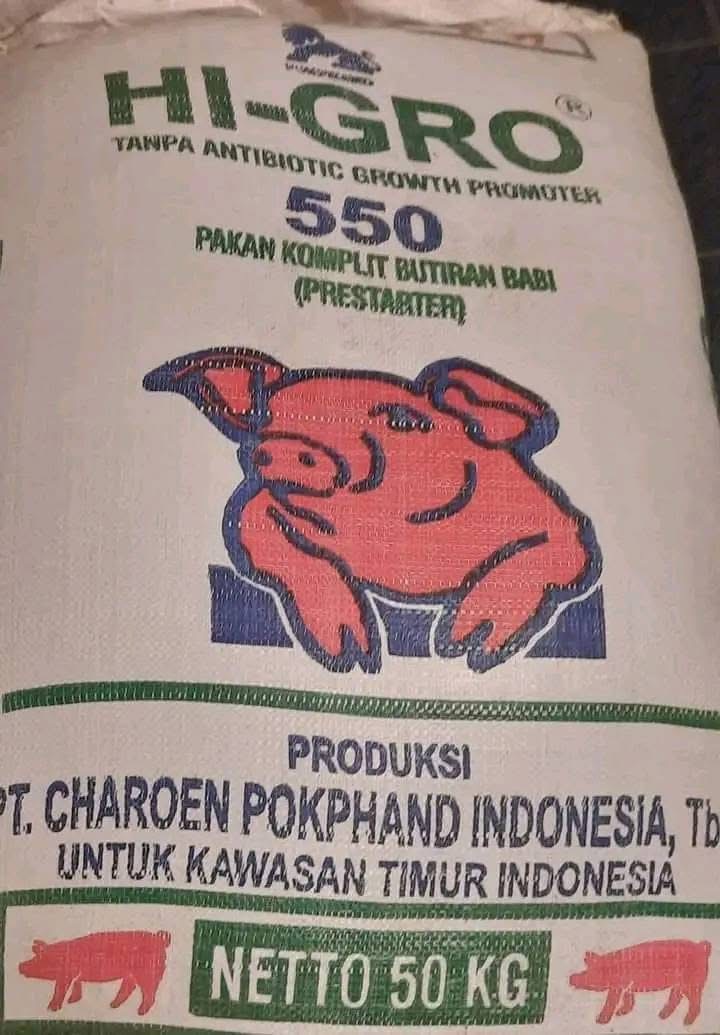 HI-GRO ®
TANPA ANTIBIOTIC GROWTH PROMOTER
550
PAKAN KOMPLIT BUTIRAN BABI
(PRESTARTER)
PRODUKSI
PT. CHAROEN POKPHAND INDONESIA, Tb
UNTUK KAWASAN TIMUR INDONESIA
NETTO 50 KG